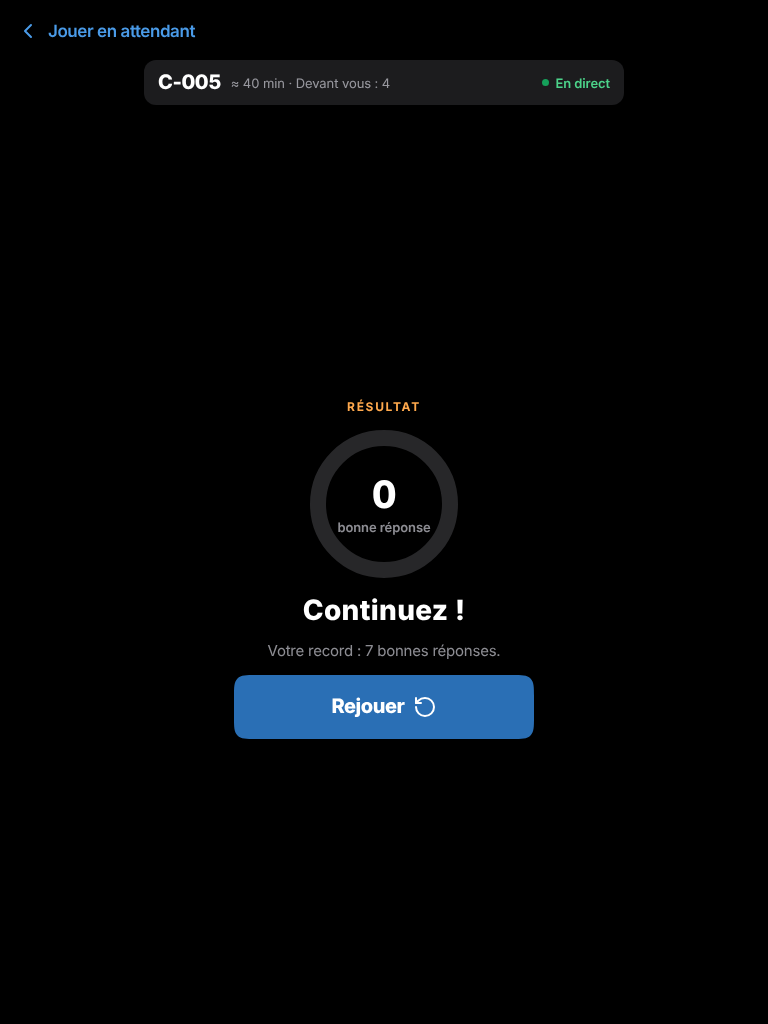 Jouer en attendant
C-005 ≈ 40 min · Devant vous : 4 En direct
RÉSULTAT
0
bonne réponse
Continuez !
Votre record : 7 bonnes réponses.
Rejouer